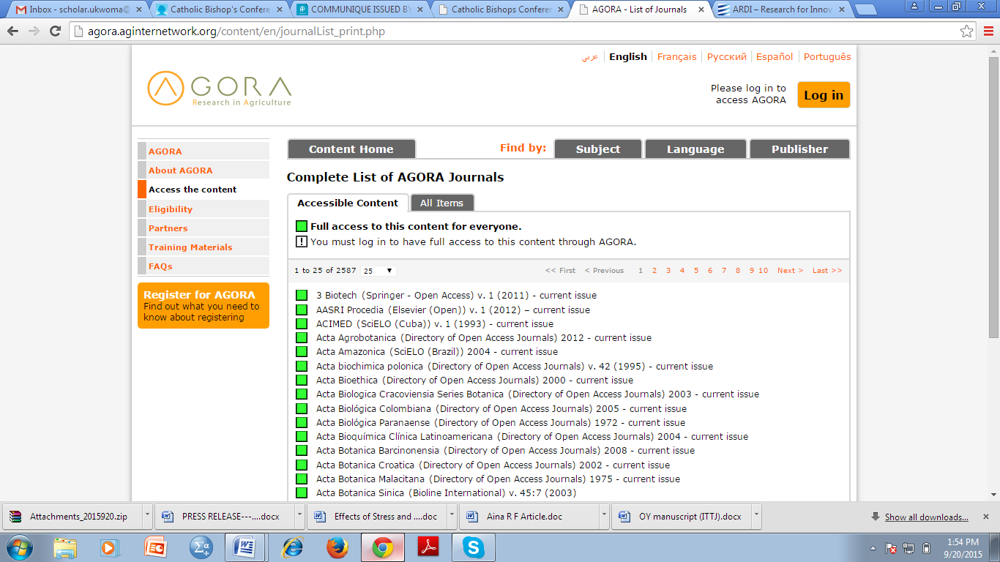 Inbox - scholar.ukwoma@ Catholic Bishop's Confere COMMUNIQUE ISSUED BY Catholic Bishops Conferen AGORA - List of Journals ARDI – Research for Innov
agora.aginternetwork.org/content/en/journalList_print.php
عربي English Français Русский Español Português
AGORA
Research in Agriculture
Please log in to
access AGORA
Log in
AGORA
About AGORA
Access the content
Eligibility
Partners
Training Materials
FAQs
Register for AGORA
Find out what you need to
know about registering
Content Home Find by: Subject Language Publisher
Complete List of AGORA Journals
Accessible Content All Items
Full access to this content for everyone.
! You must log in to have full access to this content through AGORA.
1 to 25 of 2587 25 << First < Previous 1 2 3 4 5 6 7 8 9 10 Next > Last >>
3 Biotech (Springer - Open Access) v. 1 (2011) - current issue
AASRI Procedia (Elsevier (Open)) v. 1 (2012) – current issue
ACIMED (SciELO (Cuba)) v. 1 (1993) - current issue
Acta Agrobotanica (Directory of Open Access Journals) 2012 - current issue
Acta Amazonica (SciELO (Brazil)) 2004 - current issue
Acta biochimica polonica (Directory of Open Access Journals) v. 42 (1995) - current issue
Acta Bioethica (Directory of Open Access Journals) 2000 - current issue
Acta Biologica Cracoviensia Series Botanica (Directory of Open Access Journals) 2003 - current issue
Acta Biológica Colombiana (Directory of Open Access Journals) 2005 - current issue
Acta Biológica Paranaense (Directory of Open Access Journals) 1972 - current issue
Acta Bioquímica Clínica Latinoamericana (Directory of Open Access Journals) 2004 - current issue
Acta Botanica Barcinonensia (Directory of Open Access Journals) 2008 - current issue
Acta Botanica Croatica (Directory of Open Access Journals) 2002 - current issue
Acta Botanica Malacitana (Directory of Open Access Journals) 1975 - current issue
Acta Botanica Sinica (Bioline International) v. 45:7 (2003)
Attachments_2015920.zip PRESS RELEASE---....docx Effects of Stress and ....doc Aina R F Article.doc OY manuscript (ITTJ).docx Show all downloads...
1:54 PM
9/20/2015